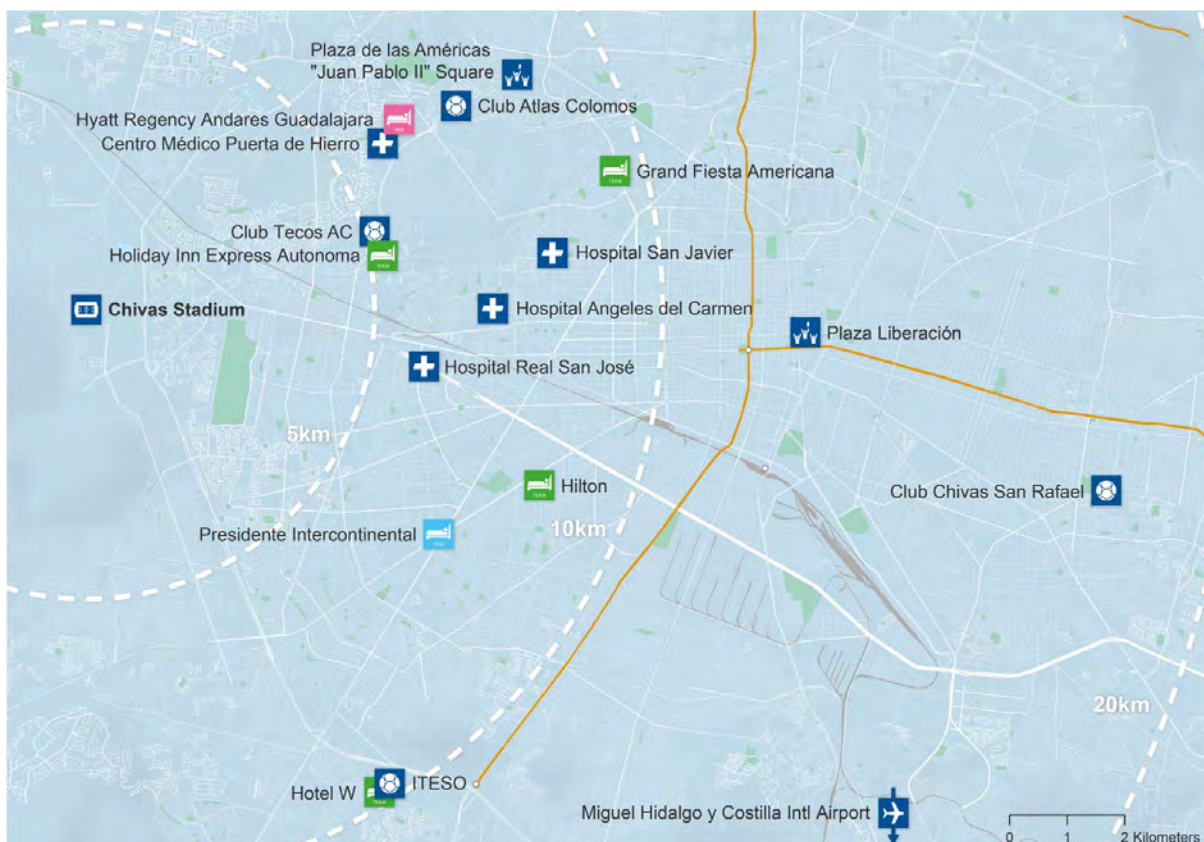 Plaza de las Américas
"Juan Pablo II" Square
Club Atlas Colomos
Hyatt Regency Andares Guadalajara
Centro Médico Puerta de Hierro
Grand Fiesta Americana
Club Tecos AC
Holiday Inn Express Autonoma
Hospital San Javier
Chivas Stadium
Hospital Angeles del Carmen
Plaza Liberación
Hospital Real San José
5km
Hilton
Club Chivas San Rafael
Presidente Intercontinental
10km
20km
Hotel W
ITESO
Miguel Hidalgo y Costilla Intl Airport
0 1 2 Kilometers